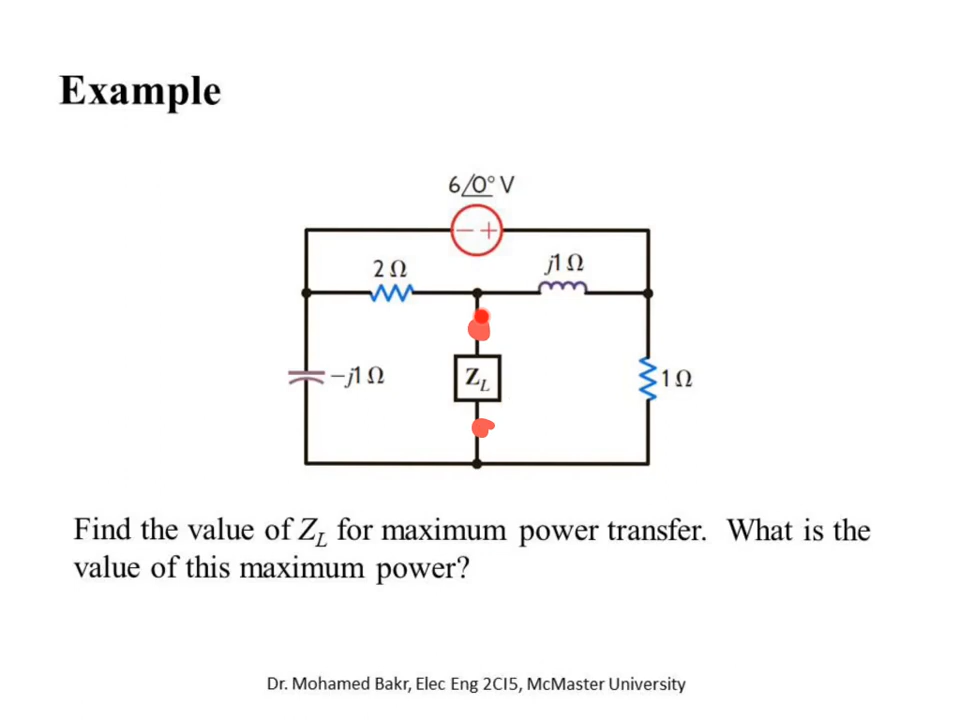 Example
6/0° V
2 Ω
j1 Ω
− +
−j1 Ω
Z_L
1 Ω
Find the value of Z_L for maximum power transfer. What is the
value of this maximum power?
Dr. Mohamed Bakr, Elec Eng 2CI5, McMaster University